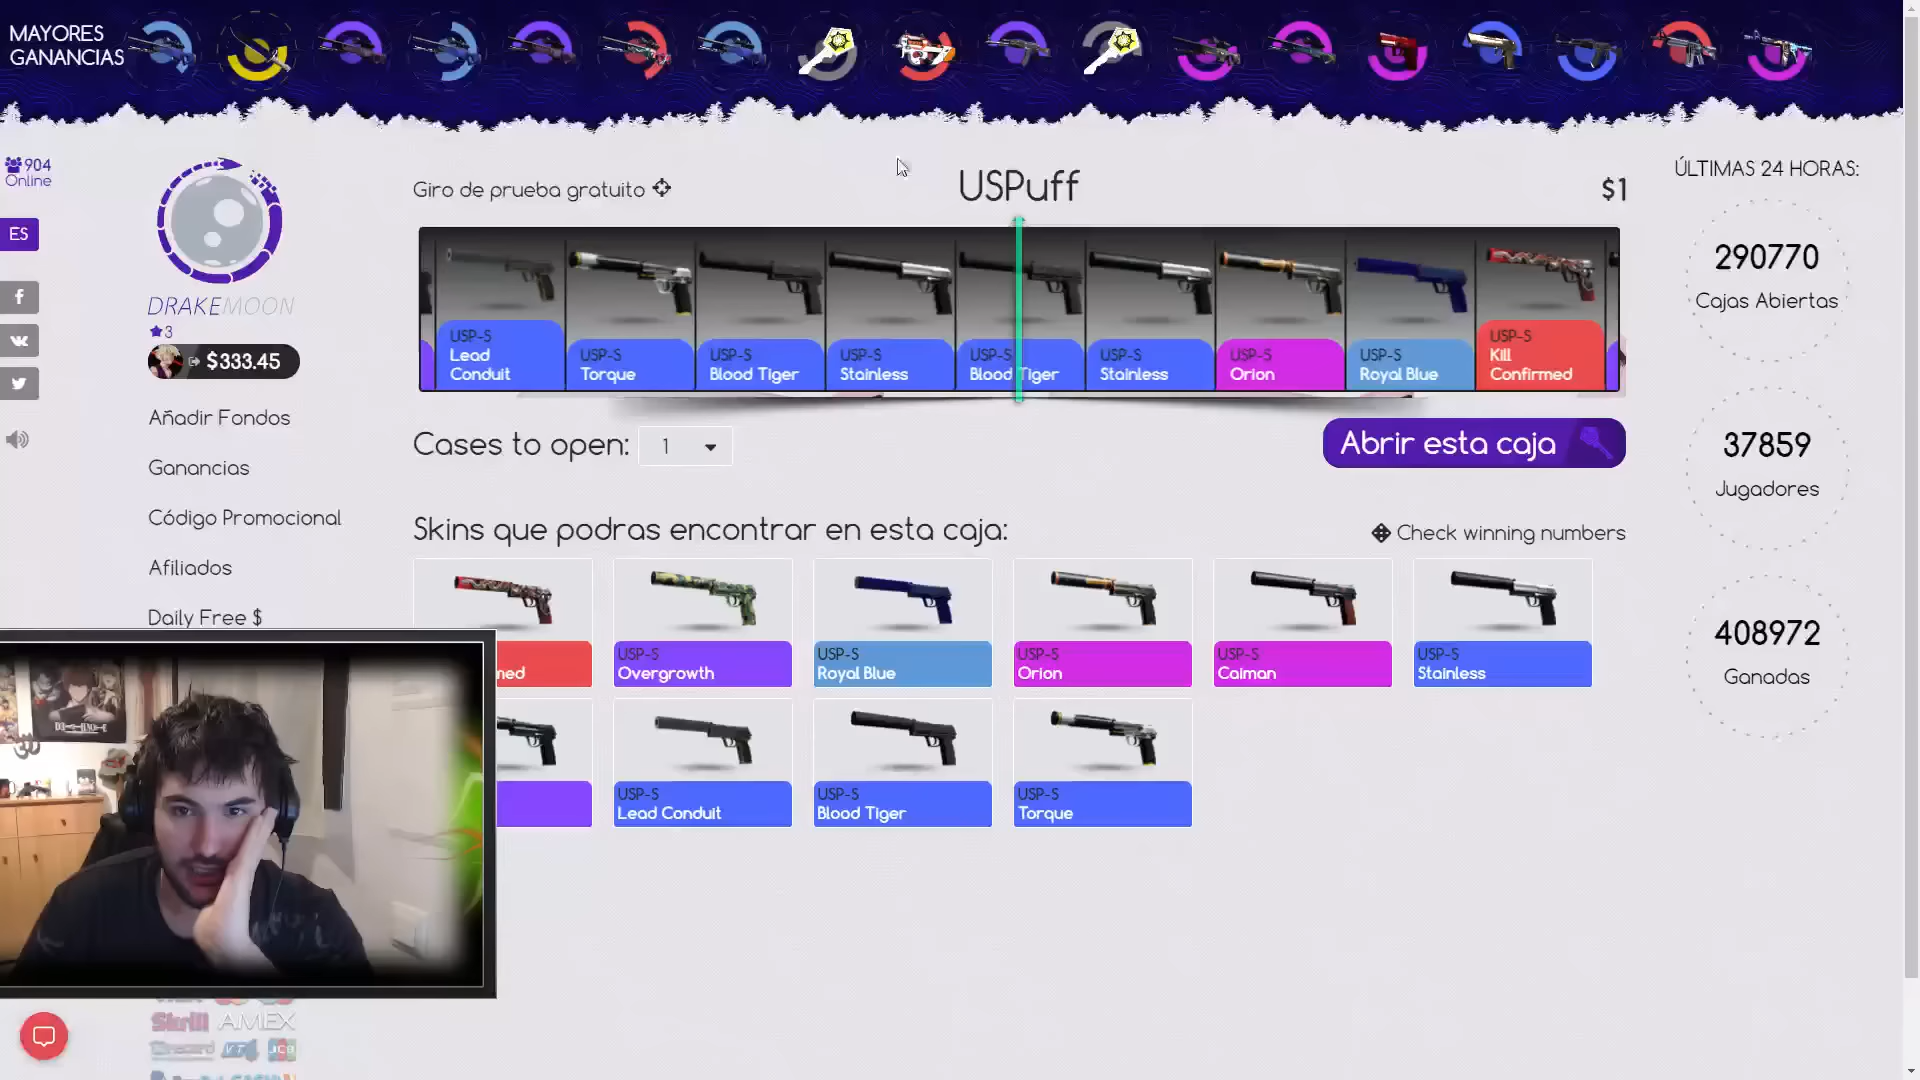 MAYORES
GANANCIAS
904
Online
ES
DRAKEMOON
3
$333.45
Añadir Fondos
Ganancias
Código Promocional
Afiliados
Daily Free $
Giro de prueba gratuito
USPuff
$1
USP-S
Lead
Conduit
USP-S
Torque
USP-S
Blood Tiger
USP-S
Stainless
USP-S
Blood Tiger
USP-S
Stainless
USP-S
Orion
USP-S
Royal Blue
USP-S
Kill
Confirmed
Cases to open: 1
Abrir esta caja
Skins que podras encontrar en esta caja:
Check winning numbers
USP-S
Overgrowth
USP-S
Royal Blue
USP-S
Orion
USP-S
Caiman
USP-S
Stainless
USP-S
Lead Conduit
USP-S
Blood Tiger
USP-S
Torque
ÚLTIMAS 24 HORAS:
290770
Cajas Abiertas
37859
Jugadores
408972
Ganadas
Skrill AMEX
JCB